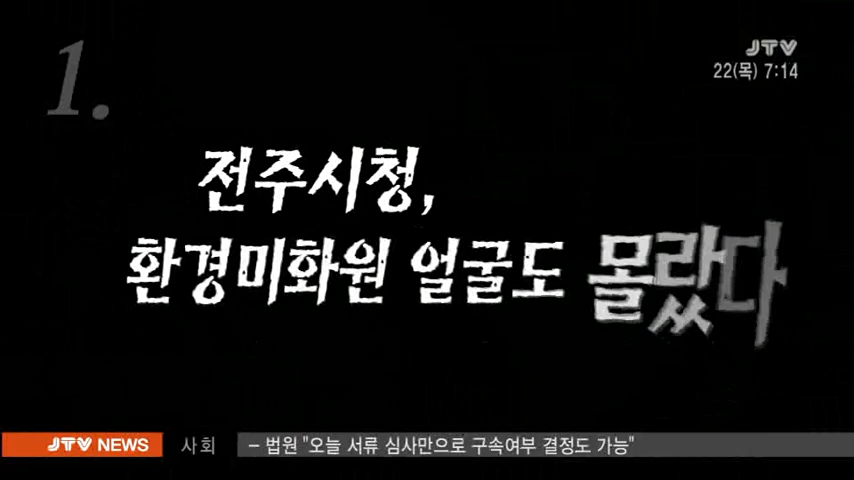 1.
JTV
22(목) 7:14
전주시청,
환경미화원 얼굴도 몰랐다
JTV NEWS 사회 – 법원 "오늘 서류 심사만으로 구속여부 결정도 가능"